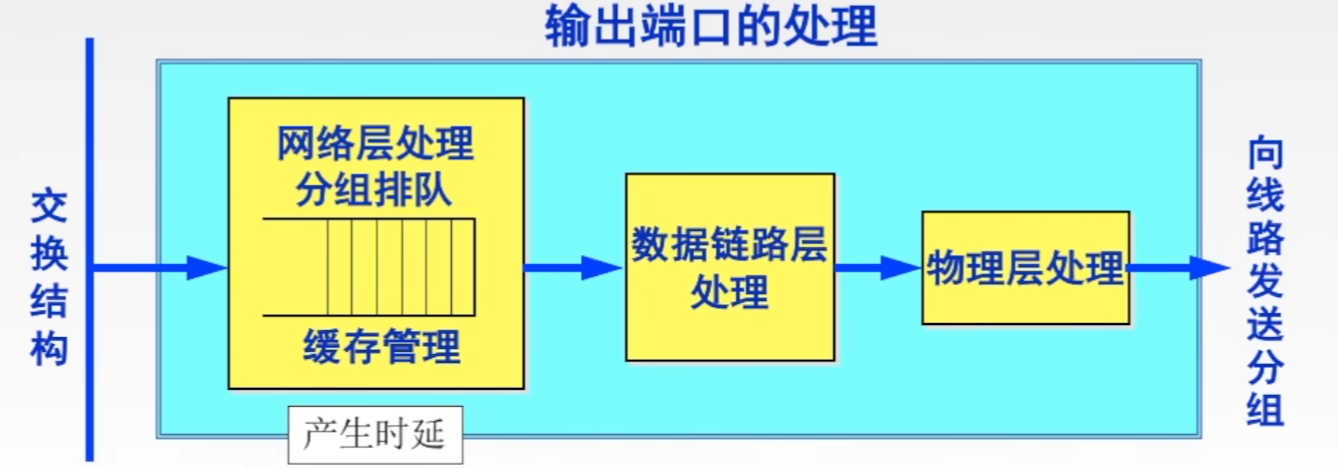 输出端口的处理
交换结构
网络层处理
分组排队
缓存管理
产生时延
数据链路层
处理
物理层处理
向线路发送分组